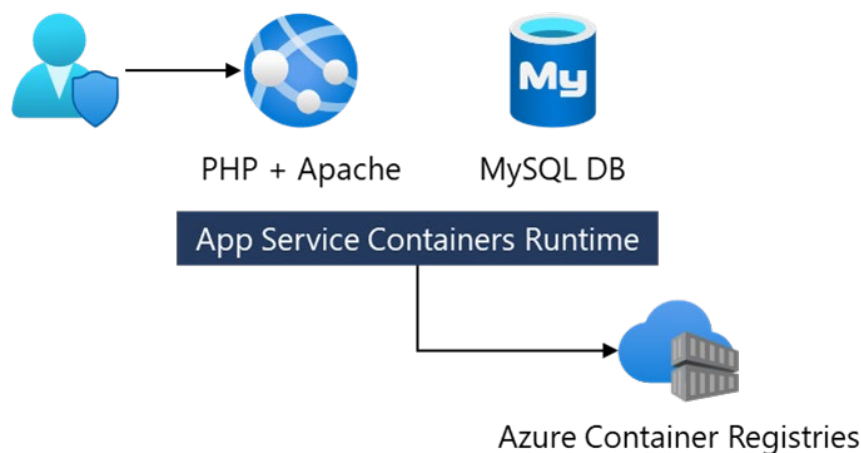 My
PHP + Apache
MySQL DB
App Service Containers Runtime
Azure Container Registries